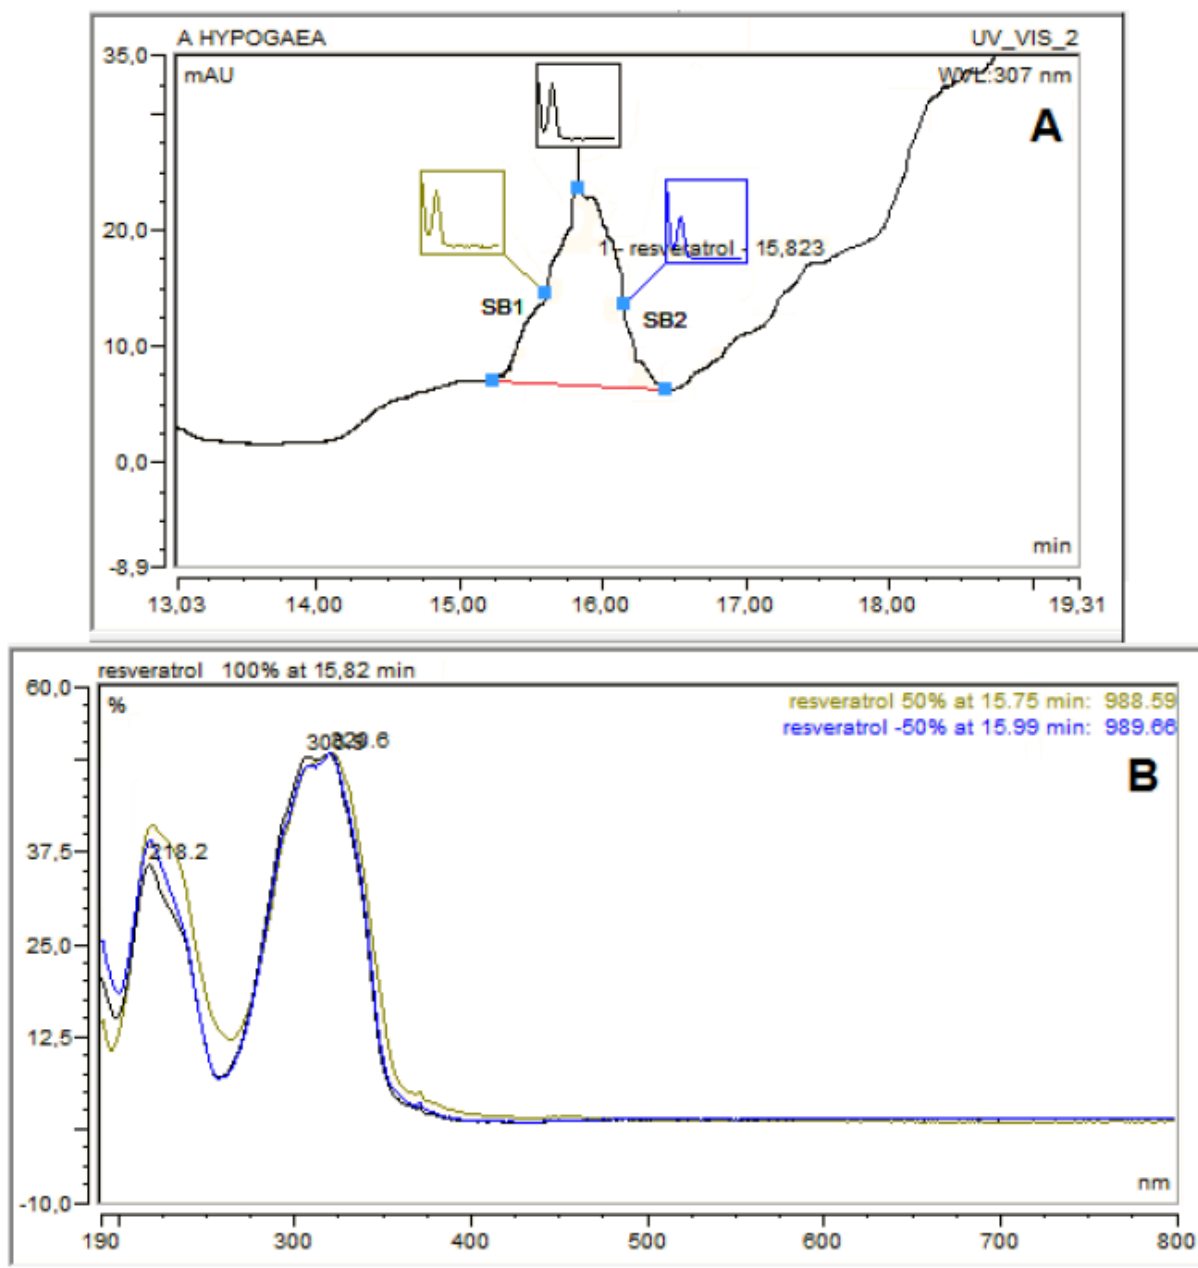 A HYPOGAEA UV_VIS_2
35,0 mAU WVL:307 nm
A
20,0 1 - resveratrol - 15,823
SB1 SB2
10,0
0,0
min
-8,9
13,03 14,00 15,00 16,00 17,00 18,00 19,31
resveratrol 100% at 15,82 min
60,0 % resveratrol 50% at 15.75 min: 988.59
resveratrol -50% at 15.99 min: 989.66
B
37,5 218.2
25,0
12,5
nm
-10,0
190 300 400 500 600 700 800